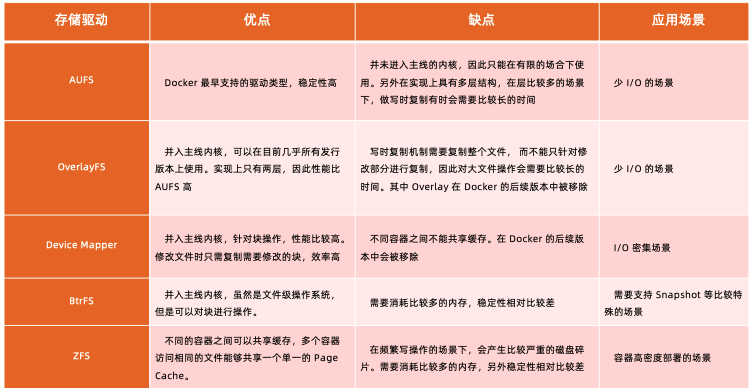 存储驱动
优点
缺点
应用场景
AUFS
Docker 最早支持的驱动类型，稳定性高
并未进入主线的内核，因此只能在有限的场合下使
用。另外在实现上具有多层结构，在层比较多的场景
下，做写时复制有时会需要比较长的时间
少 I/O 的场景
OverlayFS
并入主线内核，可以在目前几乎所有发行
版本上使用。实现上只有两层，因此性能比
AUFS 高
写时复制机制需要复制整个文件， 而不能只针对修
改部分进行复制，因此对大文件操作会需要比较长的
时间。其中 Overlay 在 Docker 的后续版本中被移除
少 I/O 的场景
Device Mapper
并入主线内核，针对块操作，性能比较高。
修改文件时只需复制需要修改的块，效率高
不同容器之间不能共享缓存。在 Docker 的后续版
本中会被移除
I/O 密集场景
BtrFS
并入主线内核，虽然是文件级操作系统，
但是可以对块进行操作。
需要消耗比较多的内存，稳定性相对比较差
需要支持 Snapshot 等比较特
殊的场景
ZFS
不同的容器之间可以共享缓存，多个容器
访问相同的文件能够共享一个单一的 Page
Cache。
在频繁写操作的场景下，会产生比较严重的磁盘碎
片。需要消耗比较多的内存，另外稳定性相对比较差
容器高密度部署的场景